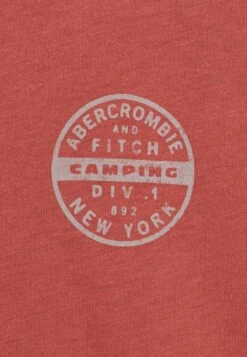 ABERCROMBIE
AND
FITCH
CAMPING
DIV.1
892
NEW YORK